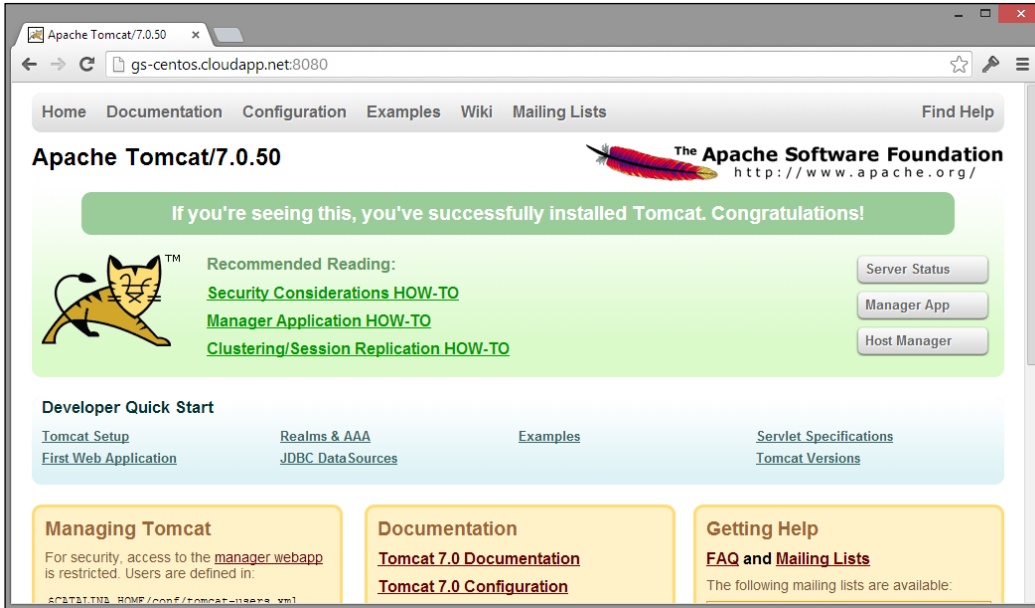 Apache Tomcat/7.0.50
gs-centos.cloudapp.net:8080
Home Documentation Configuration Examples Wiki Mailing Lists Find Help
Apache Tomcat/7.0.50
The Apache Software Foundation
http://www.apache.org/
If you're seeing this, you've successfully installed Tomcat. Congratulations!
TM
Recommended Reading:
Security Considerations HOW-TO
Manager Application HOW-TO
Clustering/Session Replication HOW-TO
Server Status
Manager App
Host Manager
Developer Quick Start
Tomcat Setup Realms & AAA Examples Servlet Specifications
First Web Application JDBC DataSources Tomcat Versions
Managing Tomcat
For security, access to the manager webapp
is restricted. Users are defined in:
$CATALINA_HOME/conf/tomcat-users.xml
Documentation
Tomcat 7.0 Documentation
Tomcat 7.0 Configuration
Getting Help
FAQ and Mailing Lists
The following mailing lists are available: